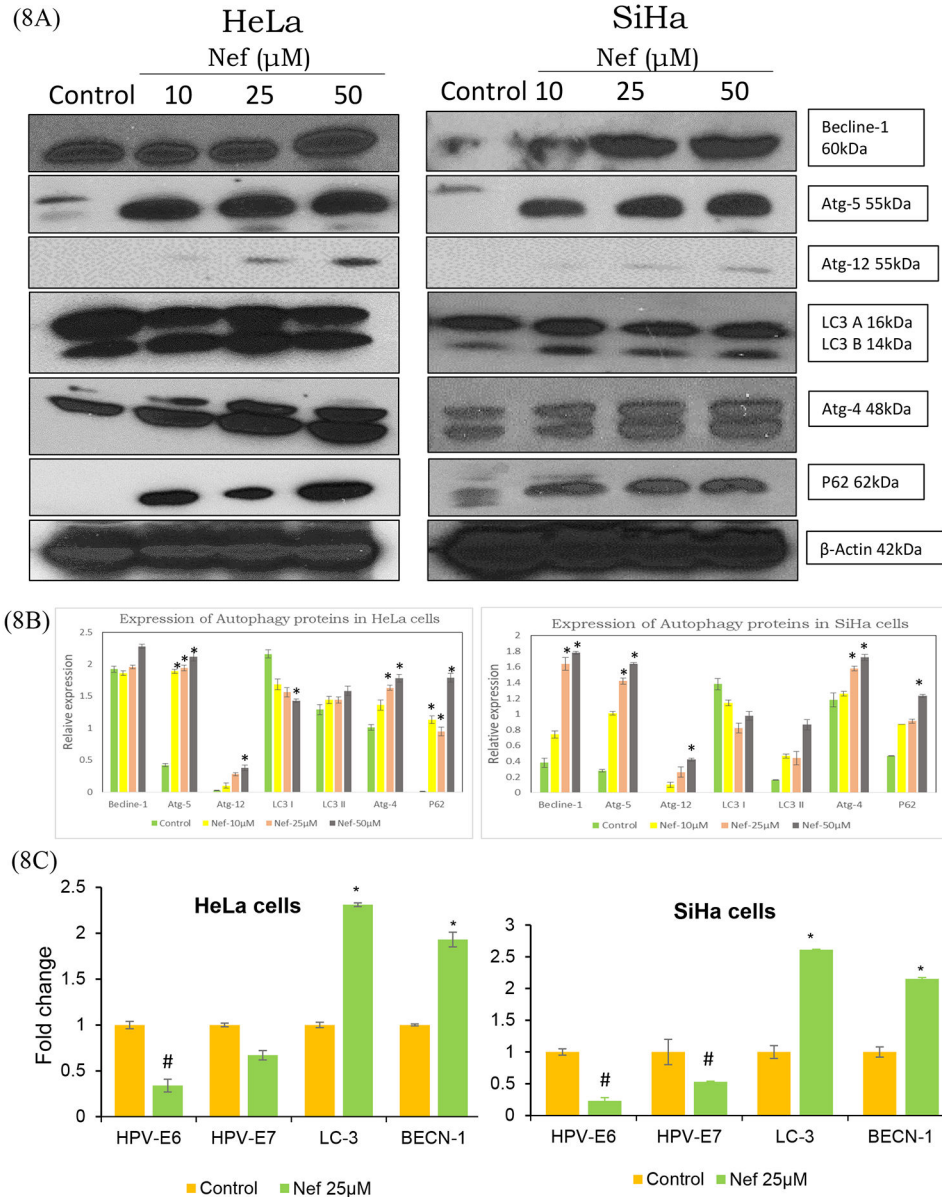 (8A)
HeLa
SiHa
Nef (µM)
Nef (µM)
Control 10 25 50
Control 10 25 50
Becline-1
60kDa
Atg-5 55kDa
Atg-12 55kDa
LC3 A 16kDa
LC3 B 14kDa
Atg-4 48kDa
P62 62kDa
β-Actin 42kDa
(8B)
Expression of Autophagy proteins in HeLa cells
Relaive expression
2.5
2
1.5
1
0.5
0
* * * * * * * * * *
Becline-1 Atg-5 Atg-12 LC3 I LC3 II Atg-4 P62
Control Nef-10µM Nef-25µM Nef-50µM
Expression of Autophagy proteins in SiHa cells
Relative expression
2
1.8
1.6
1.4
1.2
1
0.8
0.6
0.4
0.2
0
* * * * * * * *
Becline-1 Atg-5 Atg-12 LC3 I LC3 II Atg-4 P62
Control Nef-10µM Nef-25µM Nef-50µM
(8C)
HeLa cells
Fold change
2.5
2
1.5
1
0.5
0
# * *
HPV-E6 HPV-E7 LC-3 BECN-1
Control Nef 25µM
SiHa cells
3
2.5
2
1.5
1
0.5
0
# # * *
HPV-E6 HPV-E7 LC-3 BECN-1
Control Nef 25µM